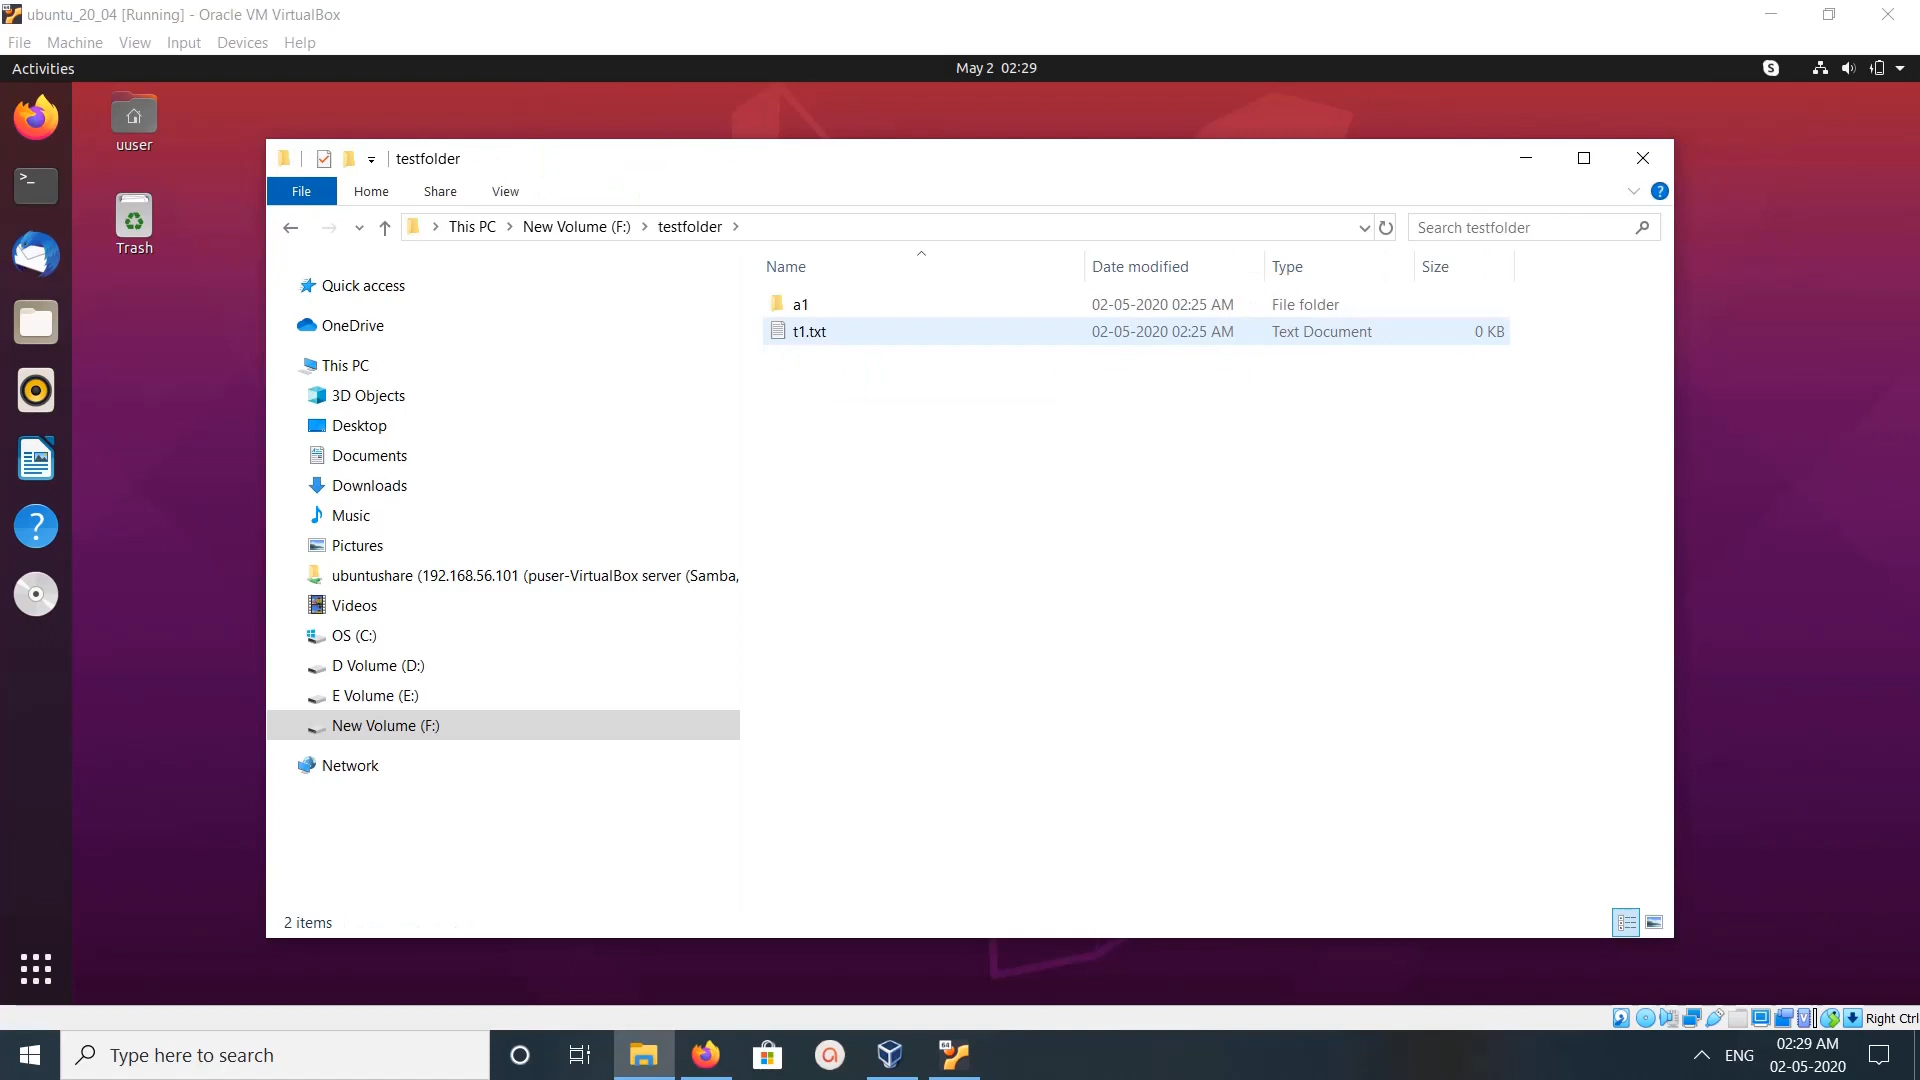 ubuntu_20_04 [Running] - Oracle VM VirtualBox
File Machine View Input Devices Help
Activities
May 2 02:29
uuser
Trash
testfolder
File Home Share View
This PC New Volume (F:) testfolder
Search testfolder
Name Date modified Type Size
a1 02-05-2020 02:25 AM File folder
t1.txt 02-05-2020 02:25 AM Text Document 0 KB
Quick access
OneDrive
This PC
3D Objects
Desktop
Documents
Downloads
Music
Pictures
ubuntushare (192.168.56.101 (puser-VirtualBox server (Samba,
Videos
OS (C:)
D Volume (D:)
E Volume (E:)
New Volume (F:)
Network
2 items
Right Ctrl
Type here to search
ENG
02:29 AM
02-05-2020